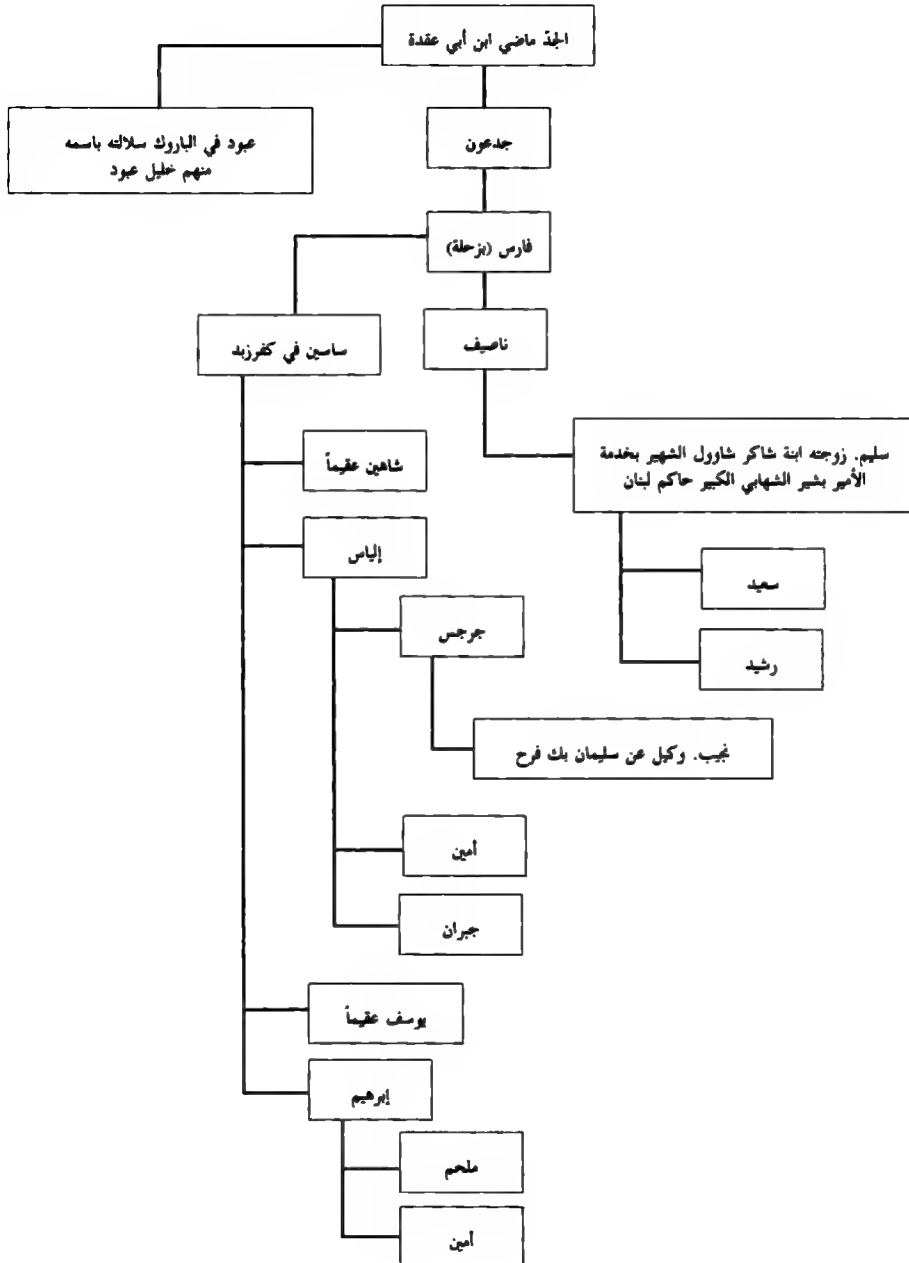 الجدّ ماضي ابن أبي عقدة
عبود في الباروك سلالته باسمه
منهم خليل عبود
جدعون
فارس (بزحلة)
ساسين في كفرزبد
ناصيف
سليم. زوجته ابنة شاكر شاوول الشهير بخدمة
الأمير بشير الشهابي الكبير حاكم لبنان
سعيد
رشيد
شاهين عقيماً
إلياس
جرجس
نجيب. وكيل عن سليمان بك فرح
أمين
جبران
يوسف عقيماً
إبرهيم
ملحم
أمين